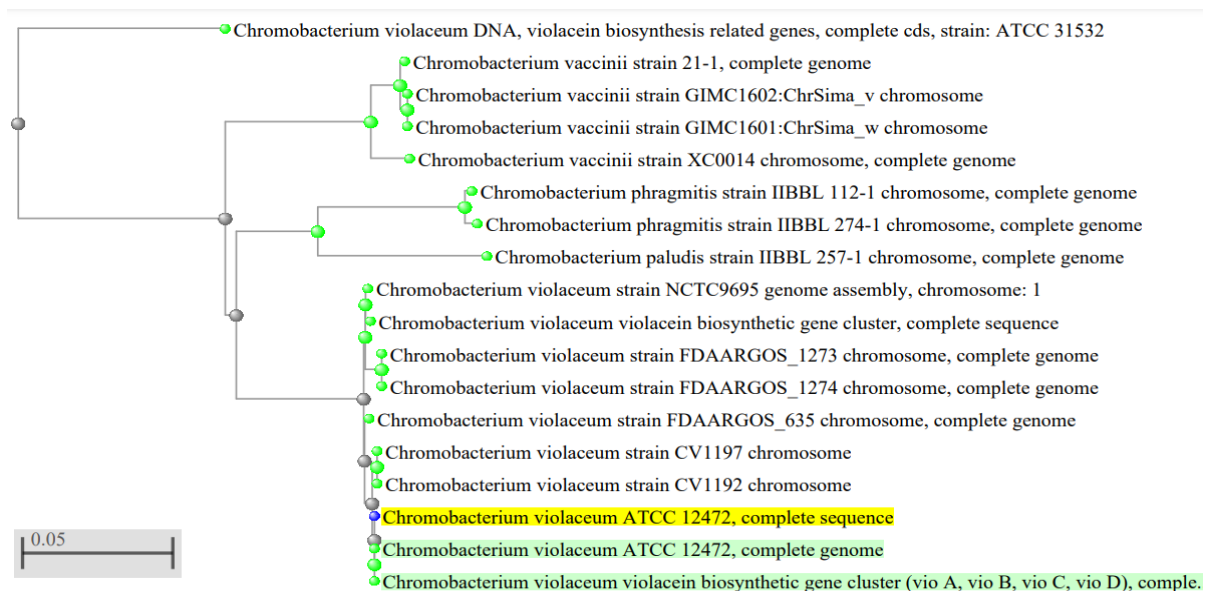 Chromobacterium violaceum DNA, violacein biosynthesis related genes, complete cds, strain: ATCC 31532
Chromobacterium vaccinii strain 21-1, complete genome
Chromobacterium vaccinii strain GIMC1602:ChrSima_v chromosome
Chromobacterium vaccinii strain GIMC1601:ChrSima_w chromosome
Chromobacterium vaccinii strain XC0014 chromosome, complete genome
Chromobacterium phragmitis strain IIBBL 112-1 chromosome, complete genome
Chromobacterium phragmitis strain IIBBL 274-1 chromosome, complete genome
Chromobacterium paludis strain IIBBL 257-1 chromosome, complete genome
Chromobacterium violaceum strain NCTC9695 genome assembly, chromosome: 1
Chromobacterium violaceum violacein biosynthetic gene cluster, complete sequence
Chromobacterium violaceum strain FDAARGOS_1273 chromosome, complete genome
Chromobacterium violaceum strain FDAARGOS_1274 chromosome, complete genome
Chromobacterium violaceum strain FDAARGOS_635 chromosome, complete genome
Chromobacterium violaceum strain CV1197 chromosome
Chromobacterium violaceum strain CV1192 chromosome
Chromobacterium violaceum ATCC 12472, complete sequence
0.05
Chromobacterium violaceum ATCC 12472, complete genome
Chromobacterium violaceum violacein biosynthetic gene cluster (vio A, vio B, vio C, vio D), comple.